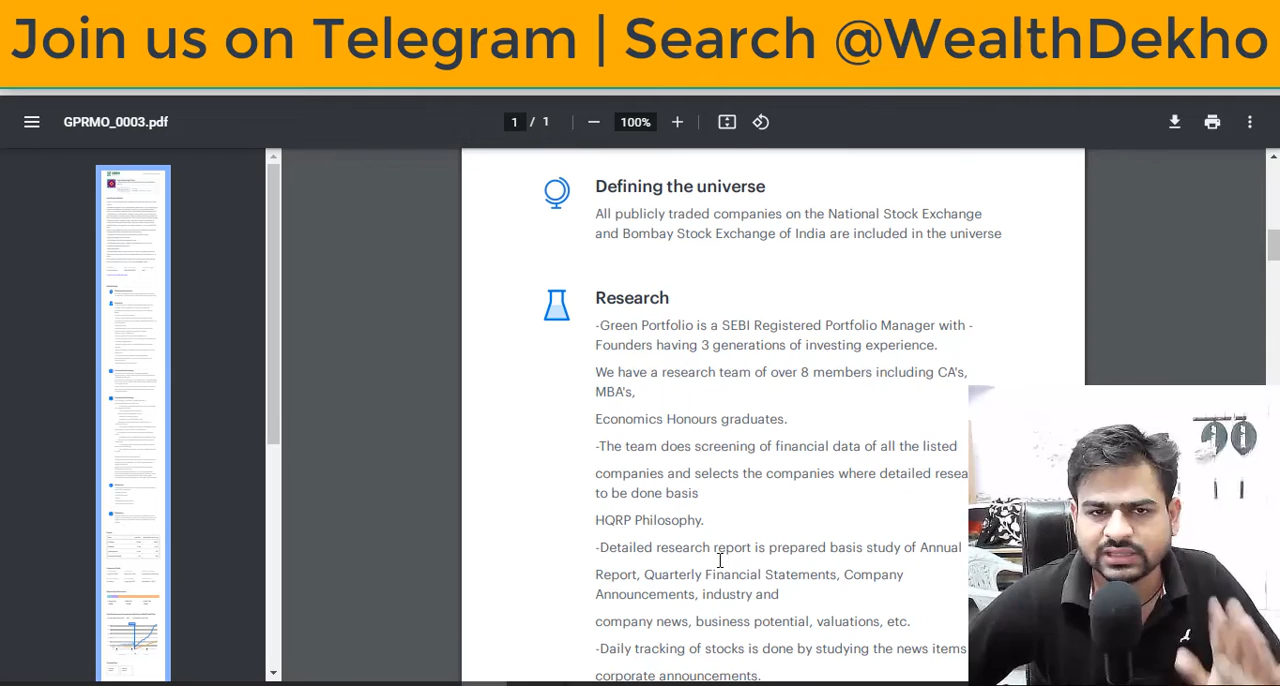 Join us on Telegram | Search @WealthDekho
GPRMO_0003.pdf
1 / 1
100%
Defining the universe
All publicly traded companies on the National Stock Exchange
and Bombay Stock Exchange of India are included in the universe
Research
-Green Portfolio is a SEBI Registered Portfolio Manager with -
Founders having 3 generations of investing experience.
We have a research team of over 8 members including CA's,
MBA's,
Economics Honours graduates.
-The team does screening of financial data of all the listed
companies and selects the companies where detailed resea
to be done basis
HQRP Philosophy.
-Detailed research report is prepared basis study of Annual
Report, Quarterly Financial Statements, Company
Announcements, industry and
company news, business potential, valuations, etc.
-Daily tracking of stocks is done by studying the news items
corporate announcements.